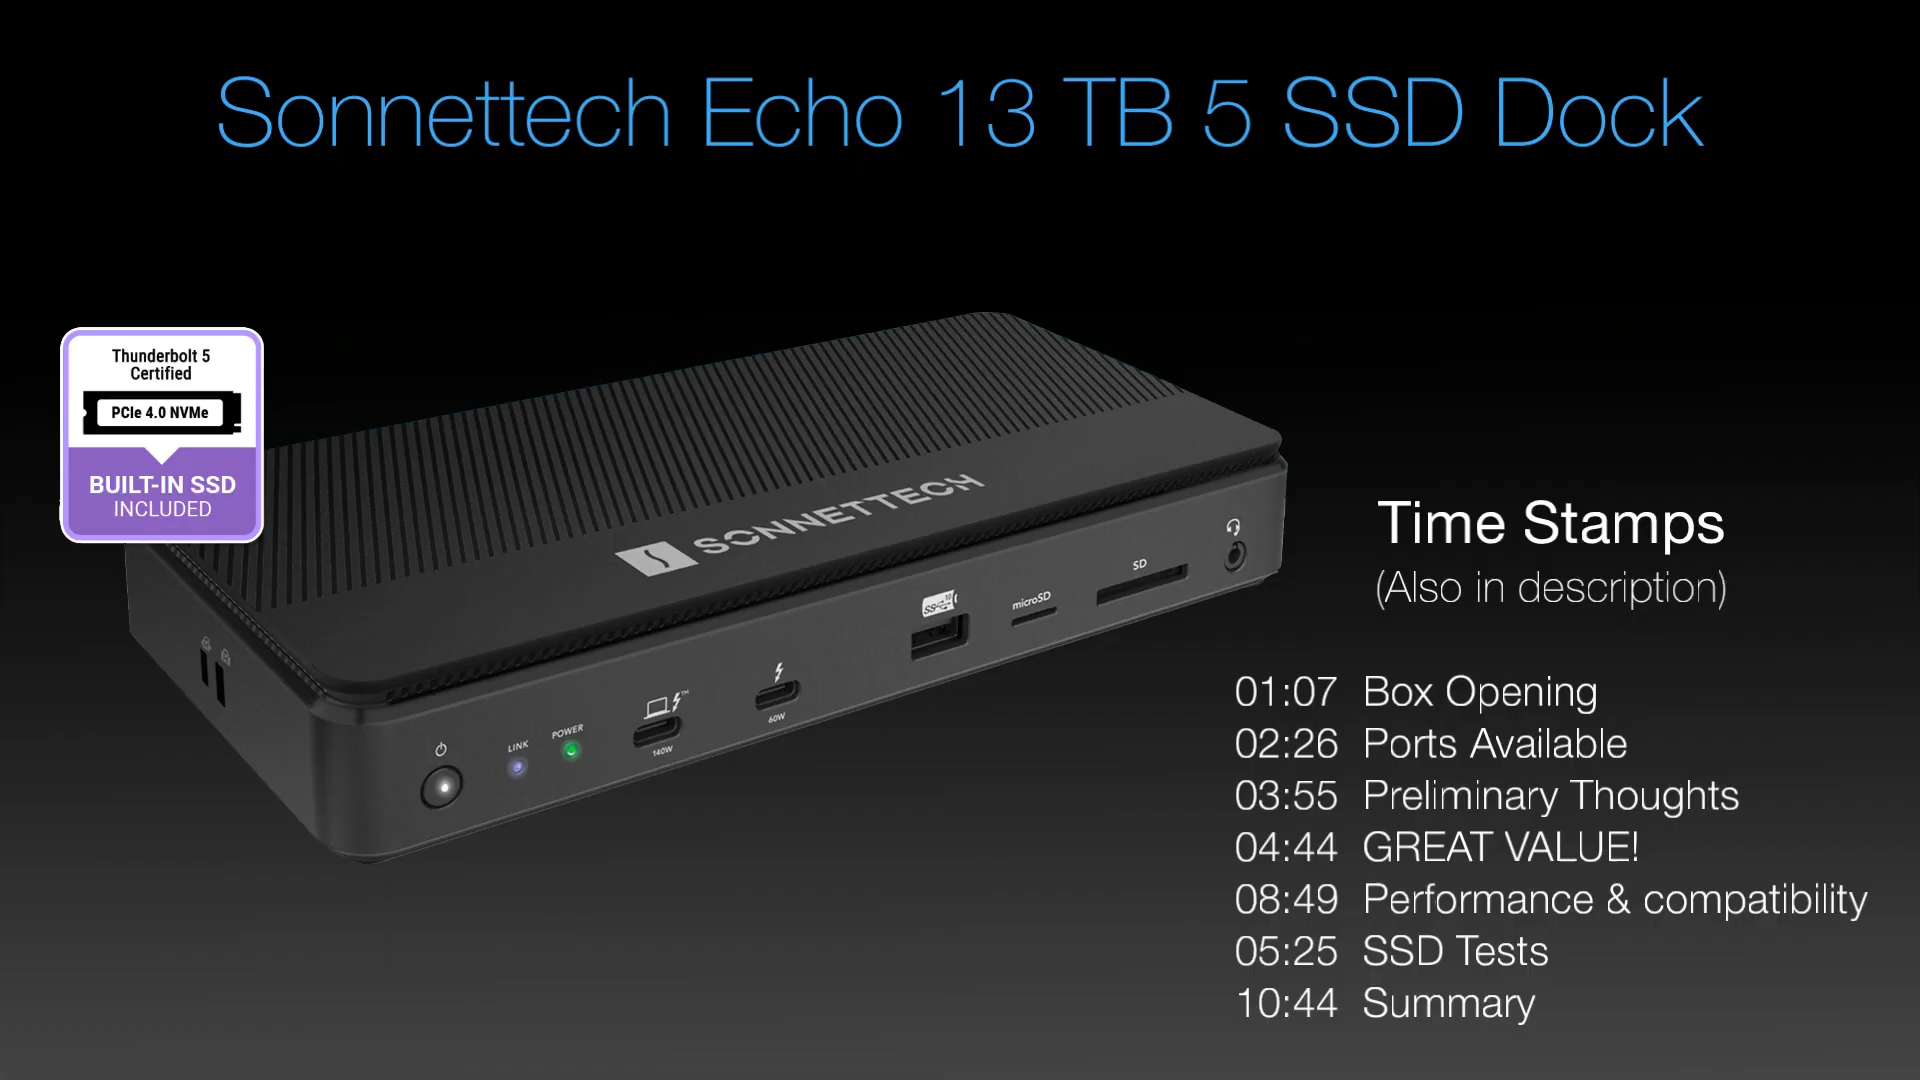 Sonnettech Echo 13 TB 5 SSD Dock
Thunderbolt 5
Certified
PCIe 4.0 NVMe
BUILT-IN SSD
INCLUDED
SONNETTECH
SD
microSD
SS 10
60W
140W
POWER
LINK
Time Stamps
(Also in description)
01:07 Box Opening
02:26 Ports Available
03:55 Preliminary Thoughts
04:44 GREAT VALUE!
08:49 Performance & compatibility
05:25 SSD Tests
10:44 Summary